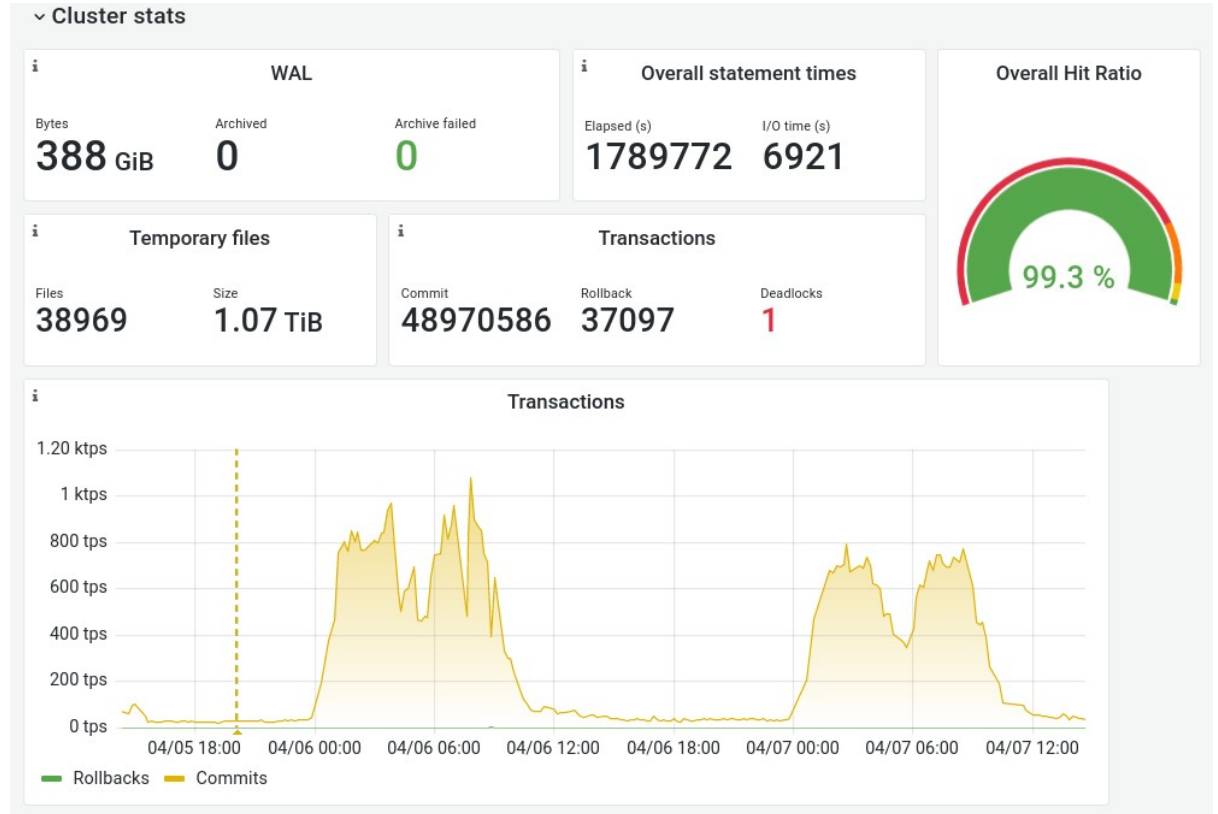 Cluster stats
i WAL
Bytes Archived Archive failed
388 GiB 0 0
i Overall statement times
Elapsed (s) I/O time (s)
1789772 6921
Overall Hit Ratio
99.3 %
i Temporary files
Files Size
38969 1.07 TiB
i Transactions
Commit Rollback Deadlocks
48970586 37097 1
i Transactions
1.20 ktps
1 ktps
800 tps
600 tps
400 tps
200 tps
0 tps
04/05 18:00 04/06 00:00 04/06 06:00 04/06 12:00 04/06 18:00 04/07 00:00 04/07 06:00 04/07 12:00
Rollbacks Commits